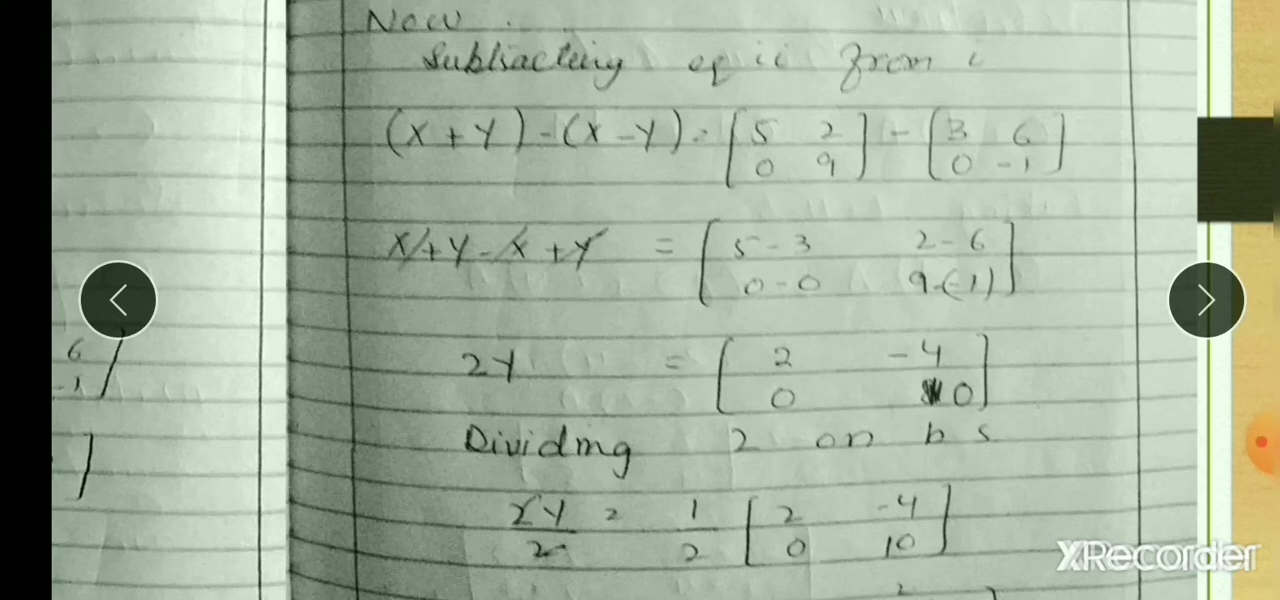 Now
Subtracting eq ii from i
(X + Y) - (X - Y) = [5 2
0 9] - [3 6
0 -1]
X + Y - X + Y = [5 - 3 2 - 6
0 - 0 9-(-1)]
2Y = [2 -4
0 10]
6
-1]
Dividing 2 on b s
2Y/2 = 1/2 [2 -4
0 10]
XRecorder